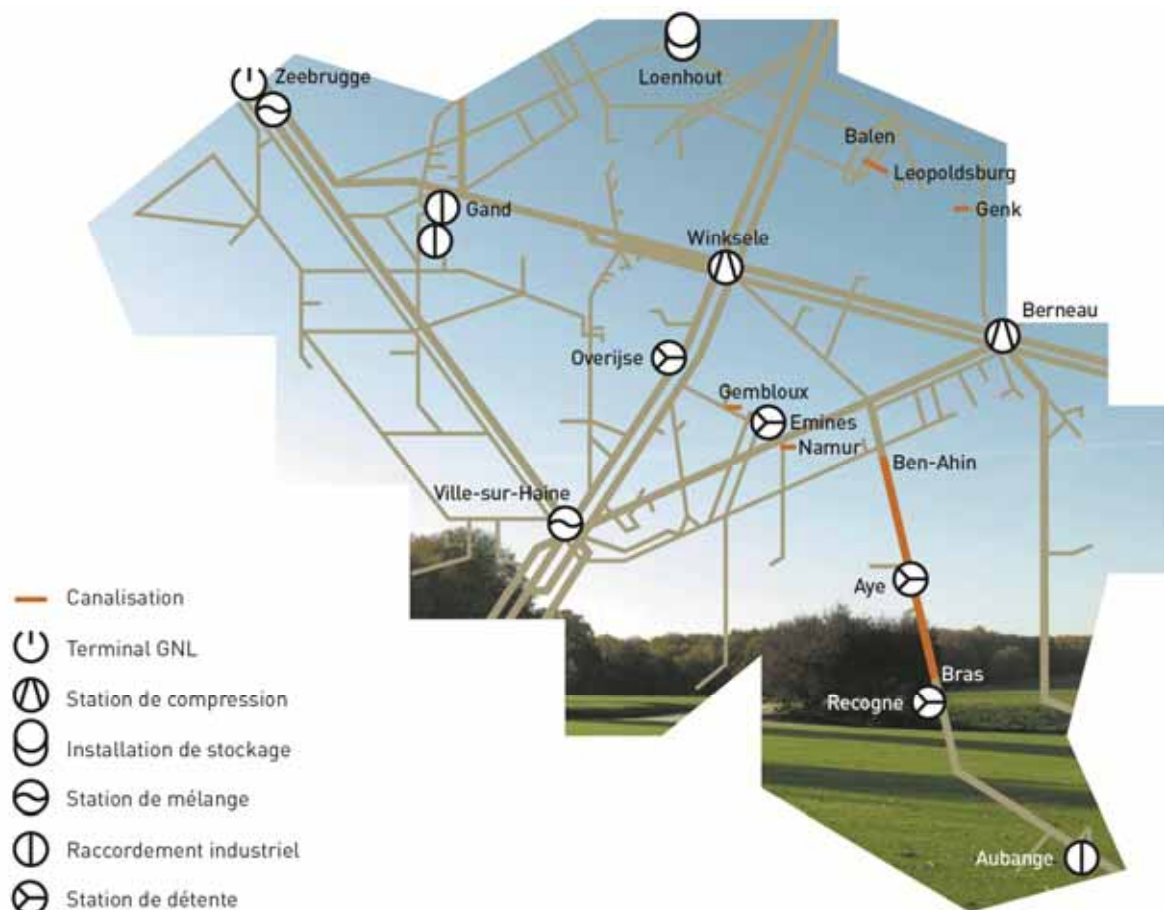 Zeebrugge
Loenhout
Balen
Leopoldsburg
Genk
Gand
Winksele
Berneau
Overijse
Gembloux
Emines
Namur
Ben-Ahin
Ville-sur-Haine
Aye
Bras
Recogne
Aubange
Canalisation
Terminal GNL
Station de compression
Installation de stockage
Station de mélange
Raccordement industriel
Station de détente